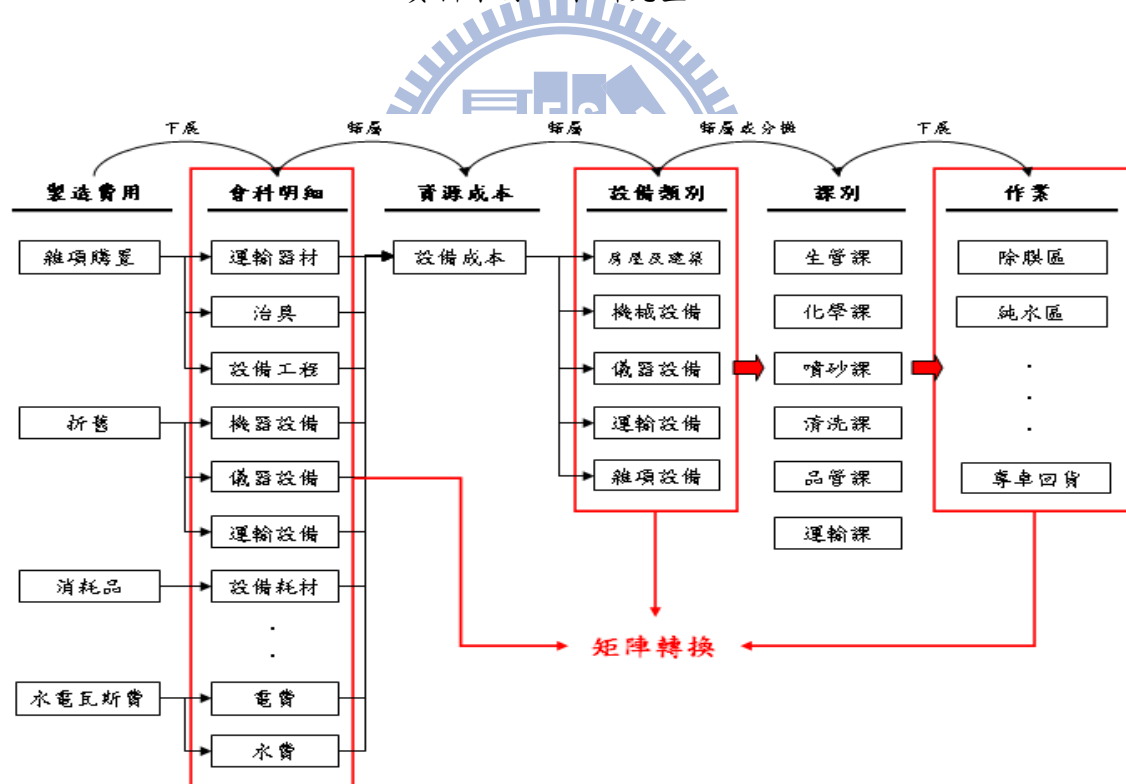 下展 歸屬 歸屬 歸屬或分攤 下展
製造費用 會科明細 資源成本 設備類別 課別 作業
雜項購置 運輸器材 設備成本 房屋及建築 生管課 除膜區
治具 機械設備 化學課 純水區
設備工程 儀器設備 噴砂課 .
折舊 機器設備 運輸設備 清洗課 .
.
儀器設備 雜項設備 品管課 專車回貨
運輸設備 運輸課
消耗品 設備耗材
.
矩陣轉換
.
水電瓦斯費 電費
水費